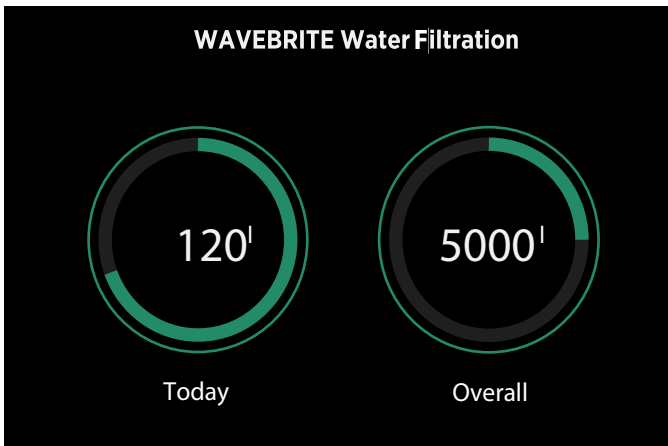 WAVEBRITE Water Filtration
120l
5000l
Today
Overall